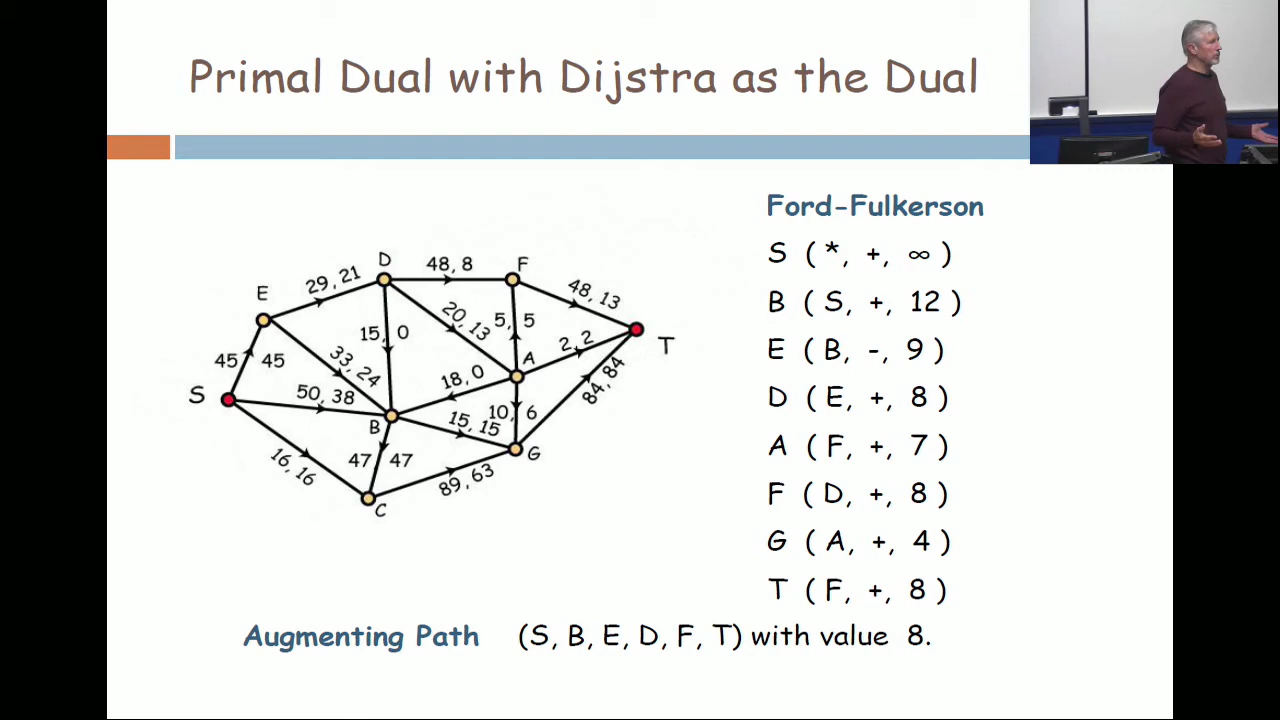 Primal Dual with Dijstra as the Dual
Ford-Fulkerson
S ( *, +, ∞ )
B ( S, +, 12 )
E ( B, -, 9 )
D ( E, +, 8 )
A ( F, +, 7 )
F ( D, +, 8 )
G ( A, +, 4 )
T ( F, +, 8 )
D
48, 8
F
29, 21
48, 13
E
20, 13
5, 5
15, 0
T
2, 2
A
45 45
33, 24
18, 0
84, 84
S
50, 38
10, 6
B
15, 15
G
16, 16
47 47
89, 63
C
Augmenting Path (S, B, E, D, F, T) with value 8.